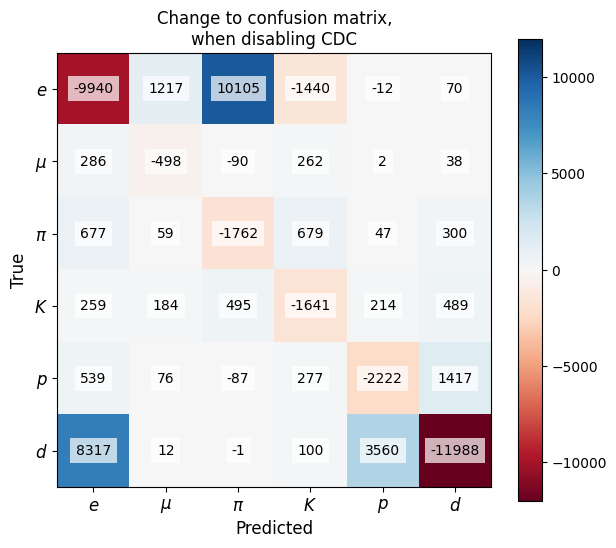 Change to confusion matrix,
when disabling CDC
e -9940 1217 10105 -1440 -12 70
μ 286 -498 -90 262 2 38
π 677 59 -1762 679 47 300
K 259 184 495 -1641 214 489
p 539 76 -87 277 -2222 1417
d 8317 12 -1 100 3560 -11988
e μ π K p d
True
Predicted
10000
5000
0
−5000
−10000